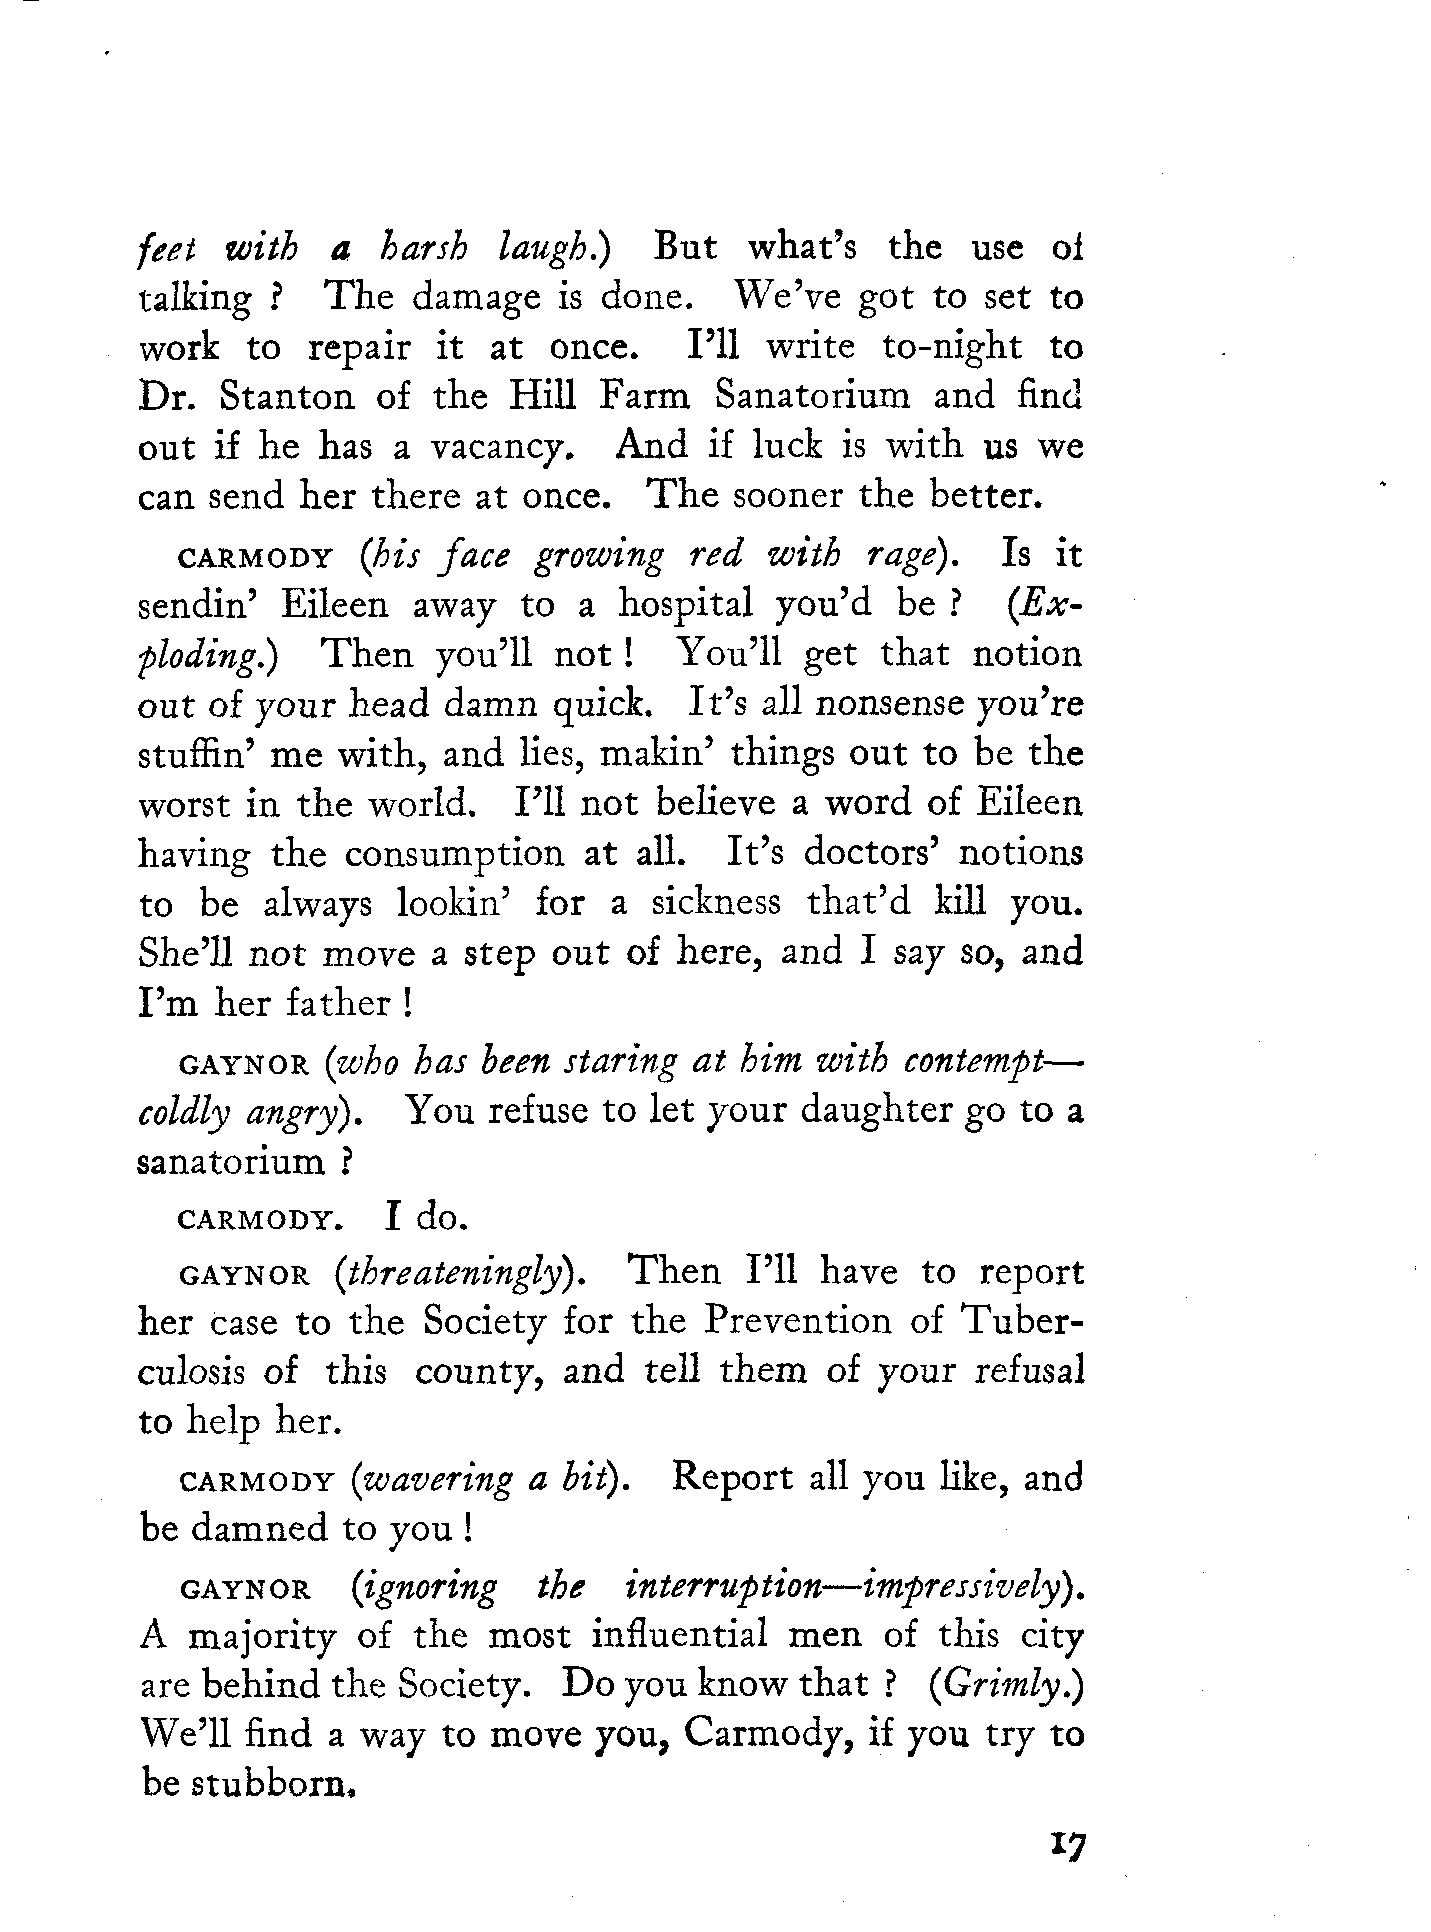 feet with a harsh laugh.) But what's the use of
talking ? The damage is done. We've got to set to
work to repair it at once. I'll write to-night to
Dr. Stanton of the Hill Farm Sanatorium and find
out if he has a vacancy. And if luck is with us we
can send her there at once. The sooner the better.
CARMODY (his face growing red with rage). Is it
sendin' Eileen away to a hospital you'd be ? (Ex-
ploding.) Then you'll not ! You'll get that notion
out of your head damn quick. It's all nonsense you're
stuffin' me with, and lies, makin' things out to be the
worst in the world. I'll not believe a word of Eileen
having the consumption at all. It's doctors' notions
to be always lookin' for a sickness that'd kill you.
She'll not move a step out of here, and I say so, and
I'm her father !
GAYNOR (who has been staring at him with contempt—
coldly angry). You refuse to let your daughter go to a
sanatorium ?
CARMODY. I do.
GAYNOR (threateningly). Then I'll have to report
her case to the Society for the Prevention of Tuber-
culosis of this county, and tell them of your refusal
to help her.
CARMODY (wavering a bit). Report all you like, and
be damned to you !
GAYNOR (ignoring the interruption—impressively).
A majority of the most influential men of this city
are behind the Society. Do you know that ? (Grimly.)
We'll find a way to move you, Carmody, if you try to
be stubborn.
17